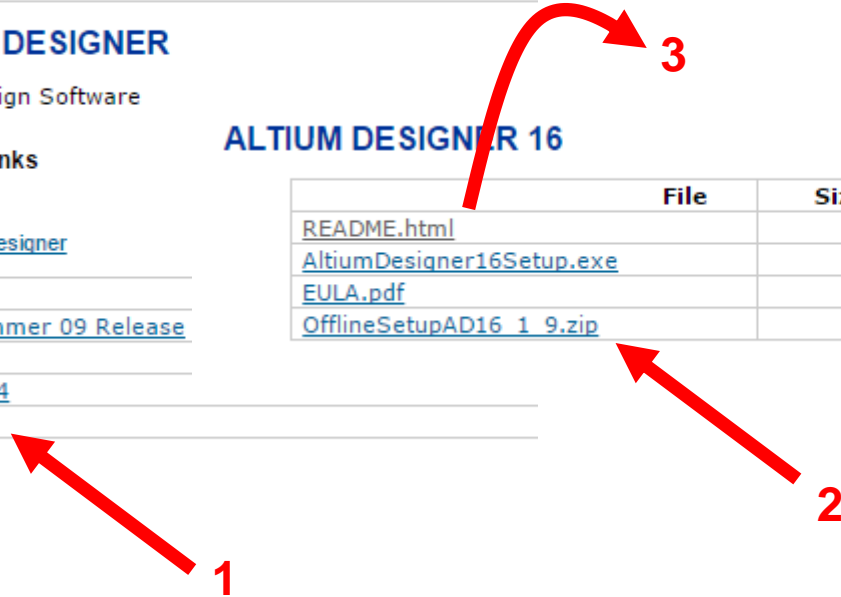 DESIGNER
3
ign Software
ALTIUM DESIGNER 16
nks
File Si
README.html
esigner
AltiumDesigner16Setup.exe
EULA.pdf
mmer 09 Release
OfflineSetupAD16_1_9.zip
4
2
1